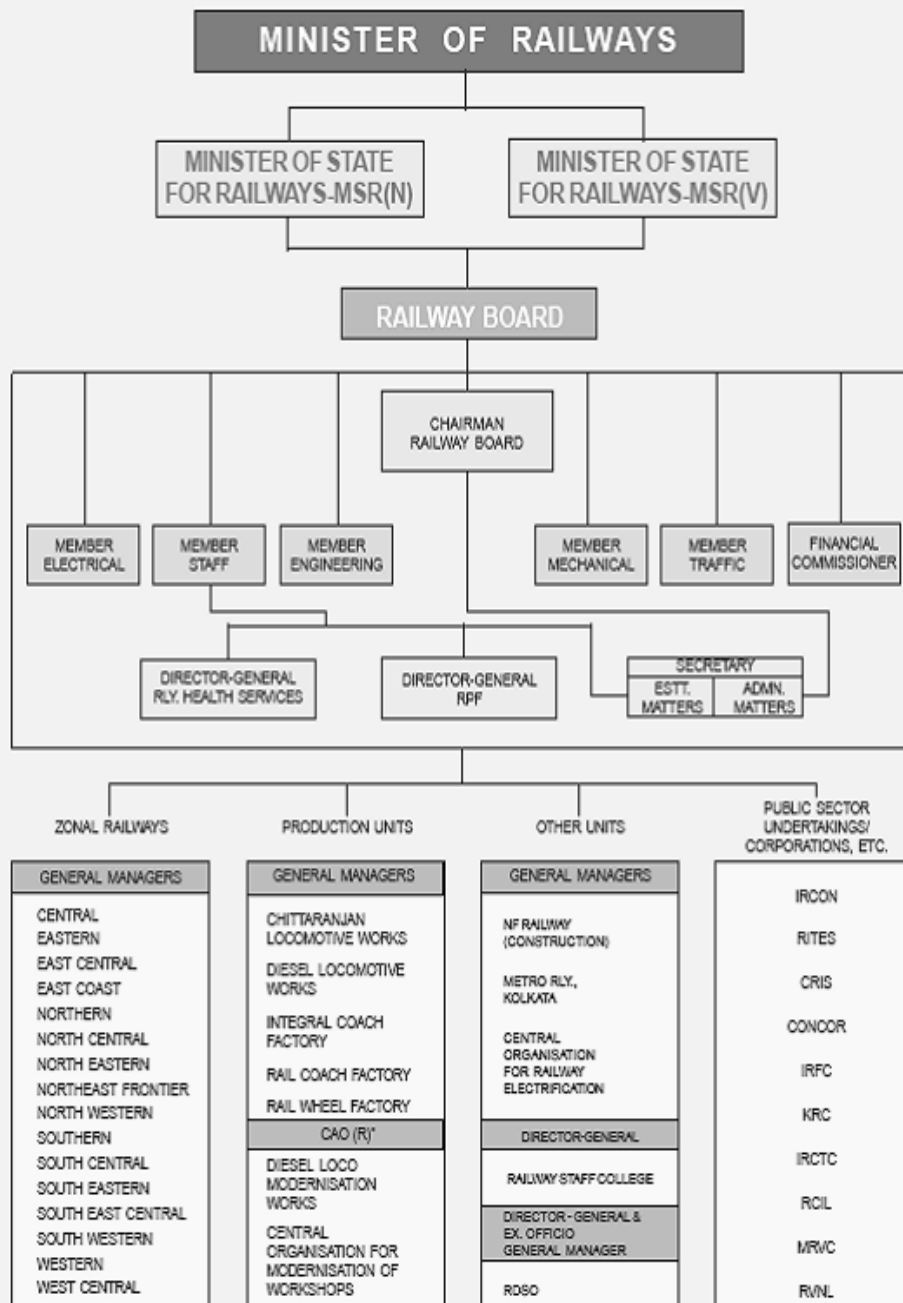 MINISTER OF RAILWAYS
MINISTER OF STATE
FOR RAILWAYS-MSR(N)
MINISTER OF STATE
FOR RAILWAYS-MSR(V)
RAILWAY BOARD
CHAIRMAN
RAILWAY BOARD
MEMBER
ELECTRICAL
MEMBER
STAFF
MEMBER
ENGINEERING
MEMBER
MECHANICAL
MEMBER
TRAFFIC
FINANCIAL
COMMISSIONER
DIRECTOR-GENERAL
RLY. HEALTH SERVICES
DIRECTOR-GENERAL
RPF
SECRETARY
ESTT.
MATTERS
ADMN.
MATTERS
ZONAL RAILWAYS
GENERAL MANAGERS
CENTRAL
EASTERN
EAST CENTRAL
EAST COAST
NORTHERN
NORTH CENTRAL
NORTH EASTERN
NORTHEAST FRONTIER
NORTH WESTERN
SOUTHERN
SOUTH CENTRAL
SOUTH EASTERN
SOUTH EAST CENTRAL
SOUTH WESTERN
WESTERN
WEST CENTRAL
PRODUCTION UNITS
GENERAL MANAGERS
CHITTARANJAN
LOCOMOTIVE WORKS
DIESEL LOCOMOTIVE
WORKS
INTEGRAL COACH
FACTORY
RAIL COACH FACTORY
RAIL WHEEL FACTORY
CAO (R)*
DIESEL LOCO
MODERNISATION
WORKS
CENTRAL
ORGANISATION FOR
MODERNISATION OF
WORKSHOPS
OTHER UNITS
GENERAL MANAGERS
NF RAILWAY
(CONSTRUCTION)
METRO RLY.,
KOLKATA
CENTRAL
ORGANISATION
FOR RAILWAY
ELECTRIFICATION
DIRECTOR-GENERAL
RAILWAY STAFF COLLEGE
DIRECTOR - GENERAL &
EX. OFFICIO
GENERAL MANAGER
RDSO
PUBLIC SECTOR
UNDERTAKINGS/
CORPORATIONS, ETC.
IRCON
RITES
CRIS
CONCOR
IRFC
KRC
IRCTC
RCIL
MRVC
RVNL